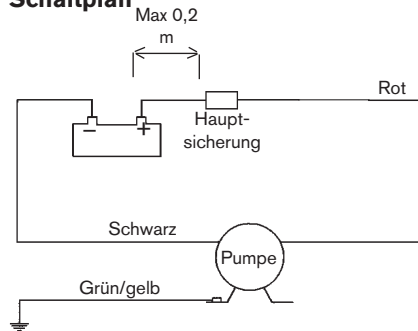 Schaltplan
Max 0,2
m
Rot
− +
Haupt-
sicherung
Schwarz
Pumpe
Grün/gelb